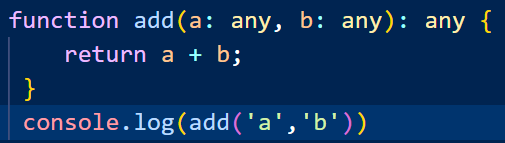 function add(a: any, b: any): any {
    return a + b;
}
console.log(add('a','b'))